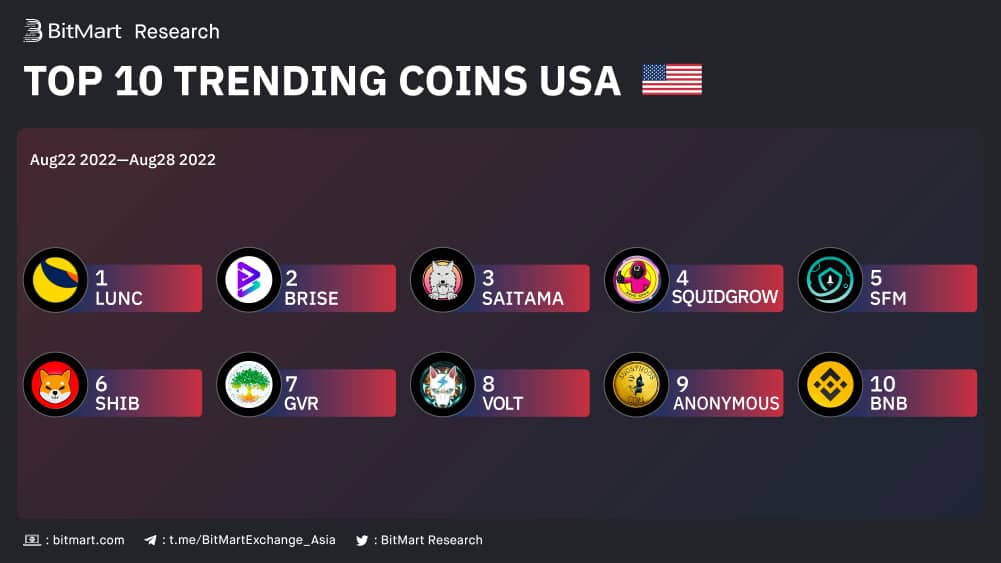 BitMart Research
TOP 10 TRENDING COINS USA
Aug22 2022—Aug28 2022
1
LUNC
2
BRISE
3
SAITAMA
4
SQUIDGROW
5
SFM
6
SHIB
7
GVR
8
VOLT
9
ANONYMOUS
10
BNB
: bitmart.com
: t.me/BitMartExchange_Asia
: BitMart Research